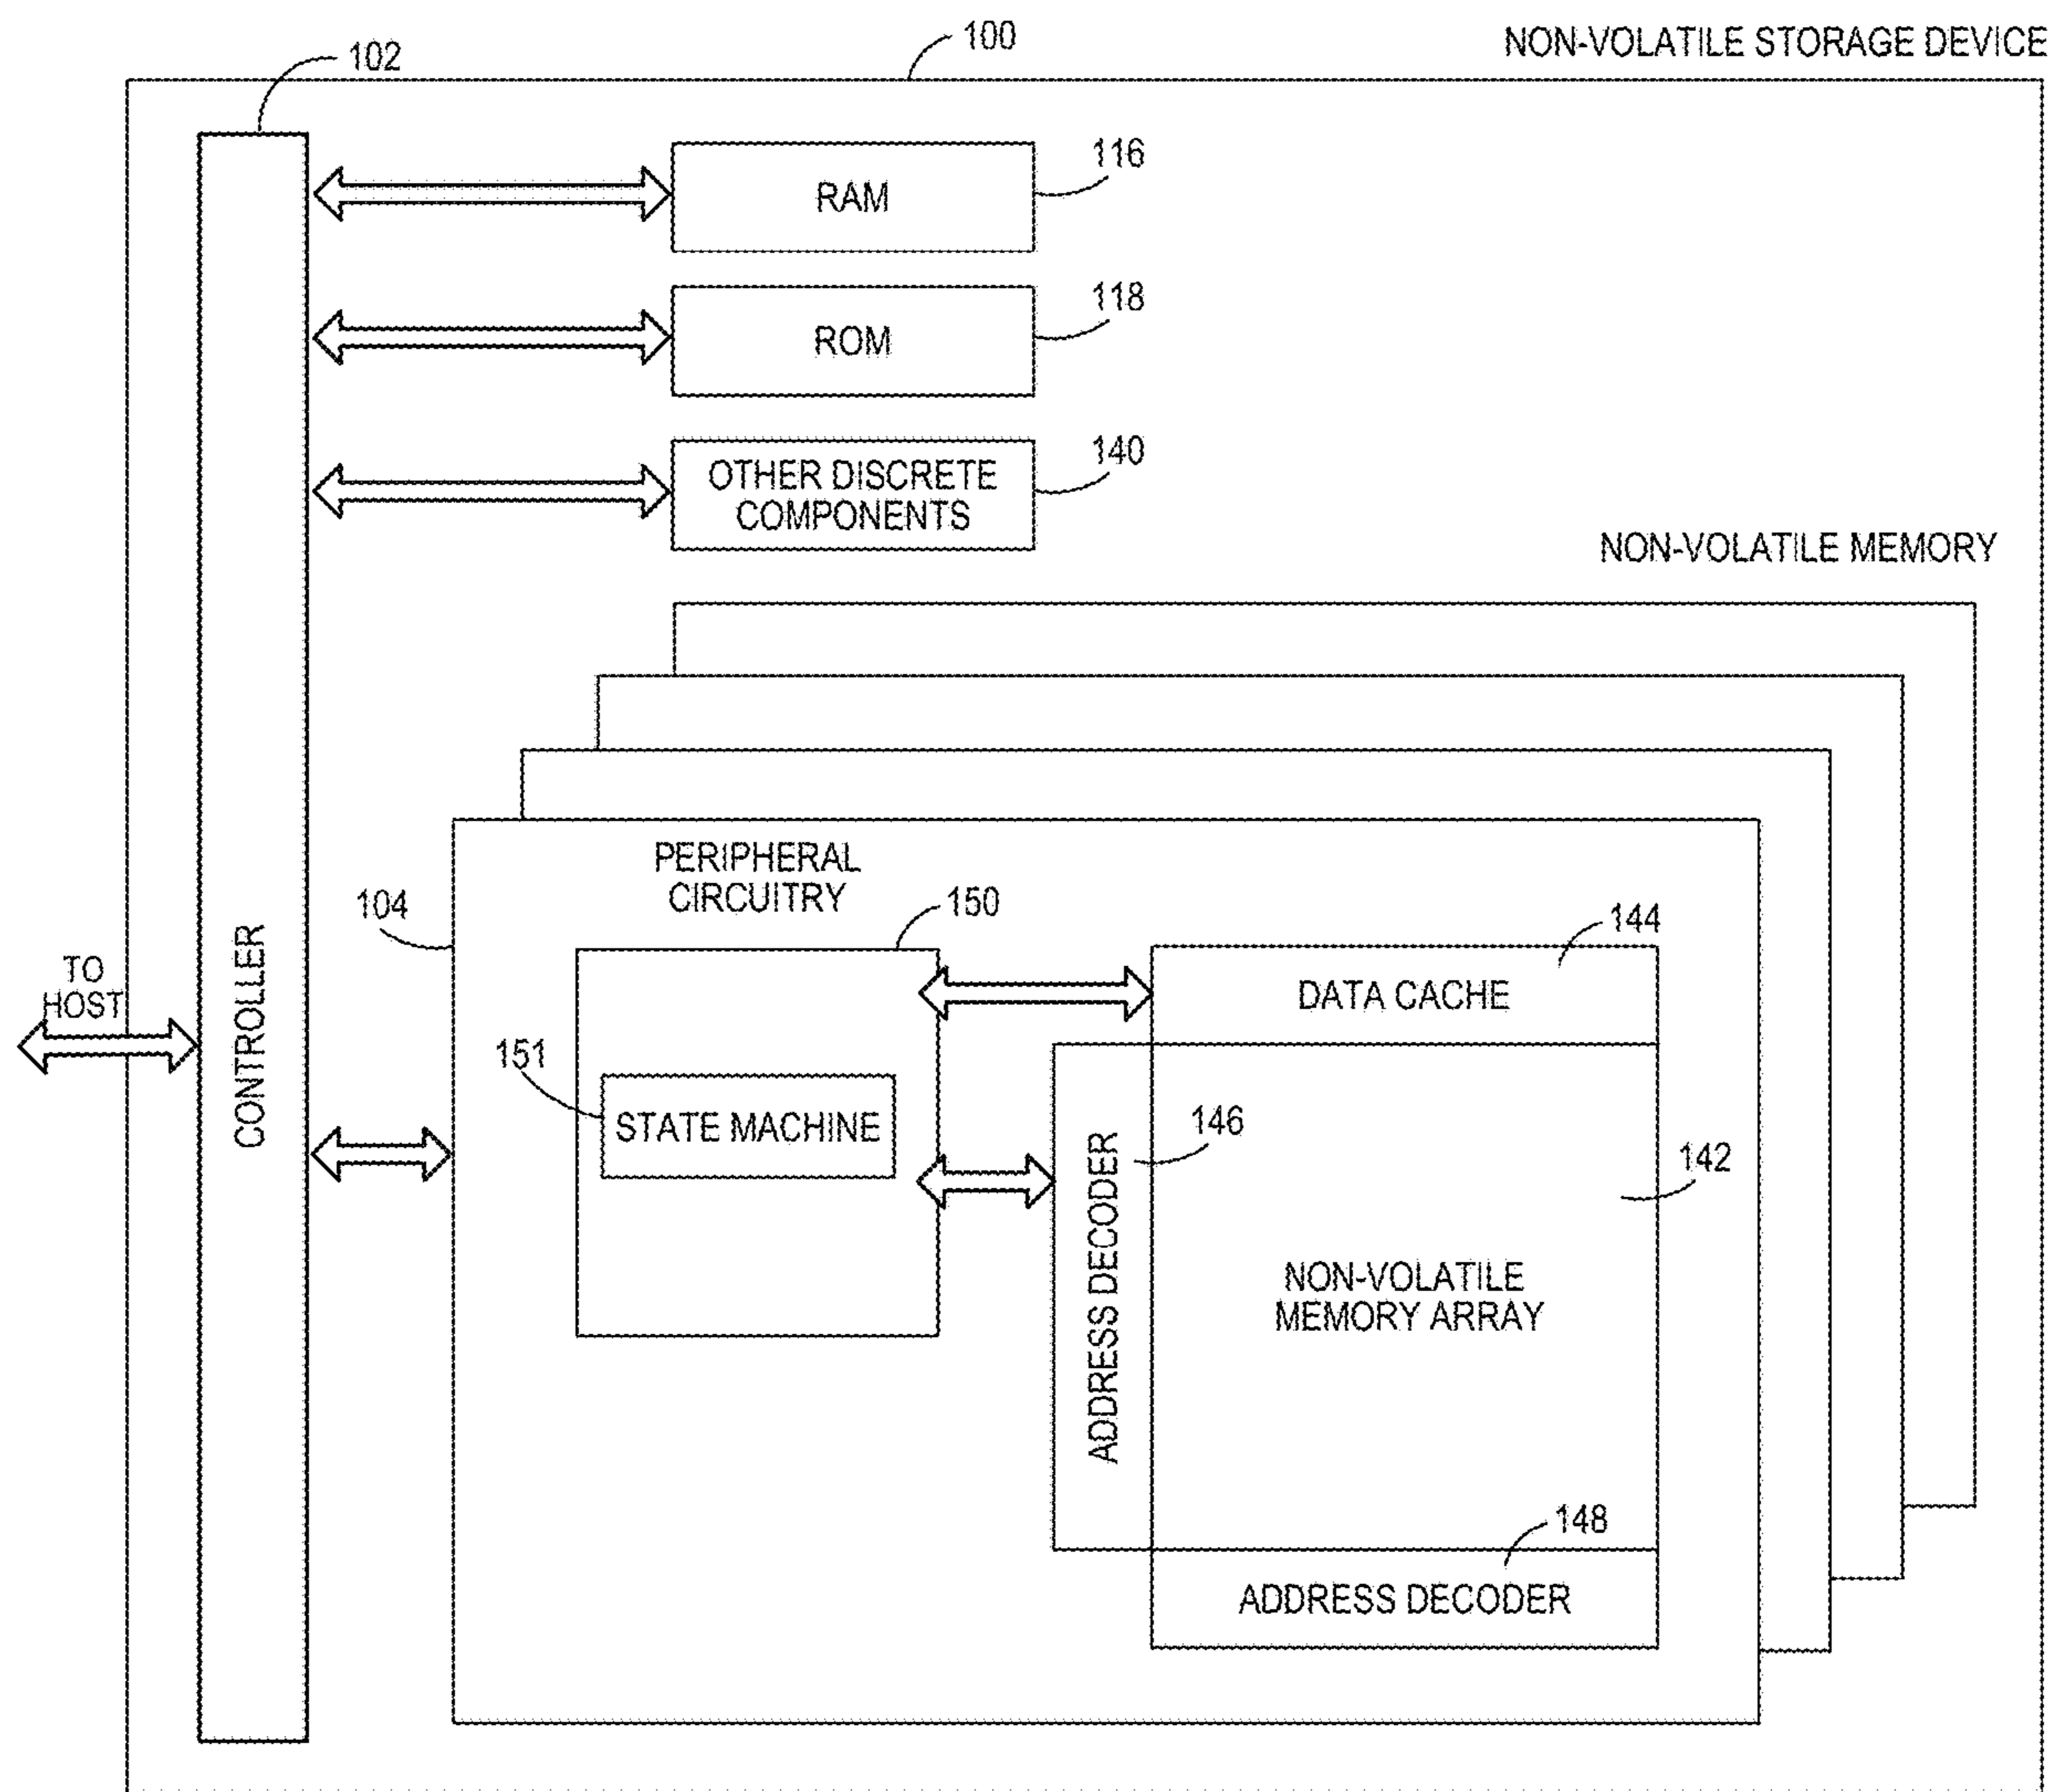 100
NON-VOLATILE STORAGE DEVICE
102
116
RAM
118
ROM
140
OTHER DISCRETE
COMPONENTS
NON-VOLATILE MEMORY
PERIPHERAL
CIRCUITRY
104
150
144
TO
HOST
CONTROLLER
DATA CACHE
151
STATE MACHINE
146
142
ADDRESS DECODER
NON-VOLATILE
MEMORY ARRAY
148
ADDRESS DECODER